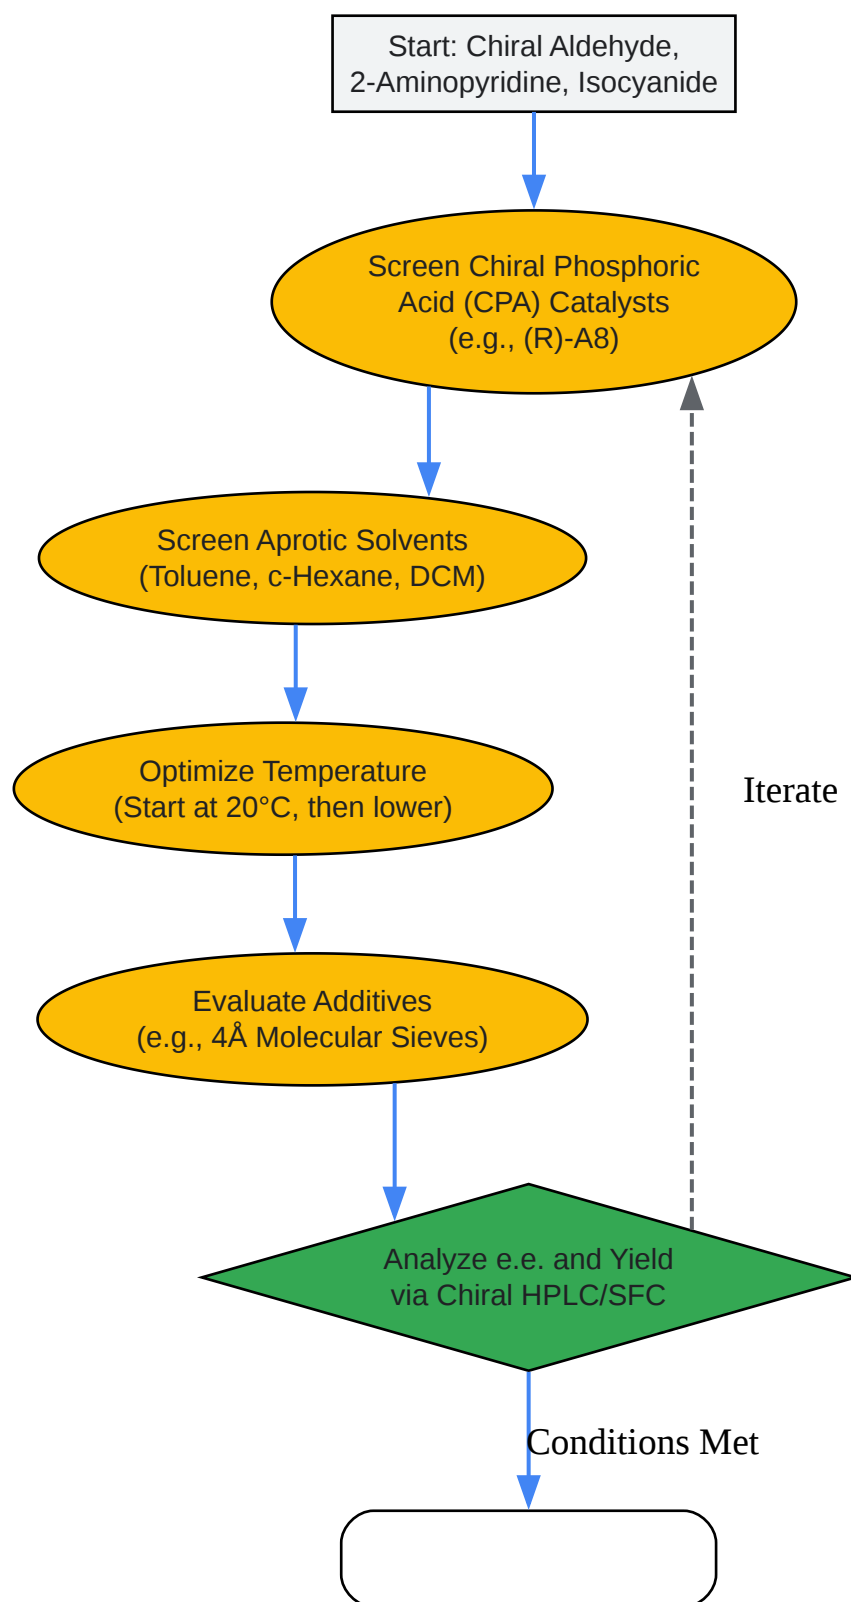 Start: Chiral Aldehyde,
2-Aminopyridine, Isocyanide
Screen Chiral Phosphoric
Acid (CPA) Catalysts
(e.g., (R)-A8)
Screen Aprotic Solvents
(Toluene, c-Hexane, DCM)
Optimize Temperature
(Start at 20°C, then lower)
Iterate
Evaluate Additives
(e.g., 4Å Molecular Sieves)
Analyze e.e. and Yield
via Chiral HPLC/SFC
Conditions Met